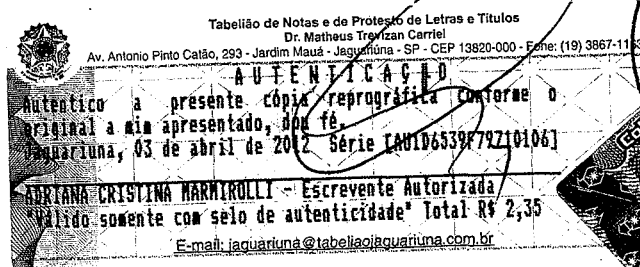 Tabelião de Notas e de Protesto de Letras e Títulos
Dr. Matheus Trevizan Carriel
Av. Antonio Pinto Catão, 293 - Jardim Mauá - Jaguariúna - SP - CEP 13820-000 - Fone: (19) 3867-11
AUTENTICAÇÃO
Autentico a presente cópia reprográfica conforme o
original a mim apresentado, dou fé.
Jaguariuna, 03 de abril de 2012 Série
ADRIANA CRISTINA MARMIROLLI - Escrevente Autorizada
"Válido somente com selo de autenticidade" Total R$ 2,35
E-mail: jaguariuna@tabeliaojaguariuna.com.br